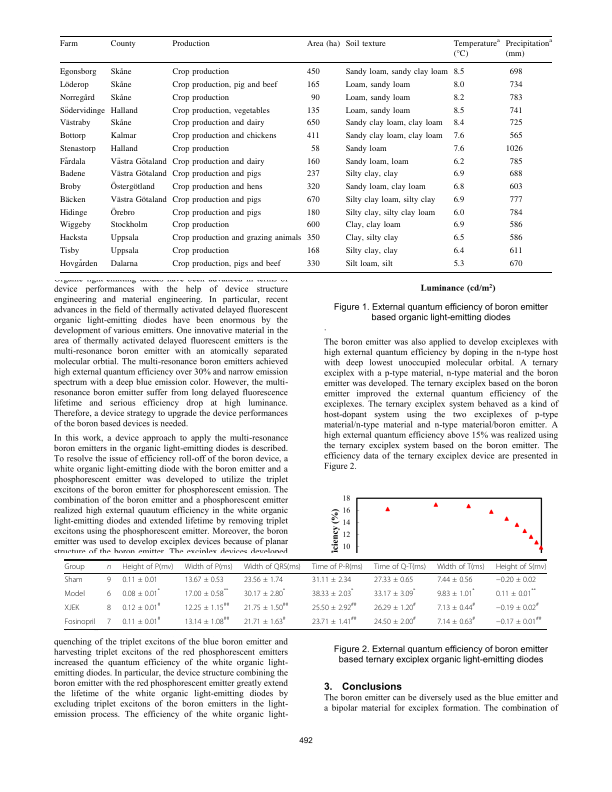 Farm County Production Area (ha) Soil texture Temperatureᵃ (°C) Precipitationᵃ (mm)
Egonsborg Skåne Crop production 450 Sandy loam, sandy clay loam 8.5 698
Löderop Skåne Crop production, pig and beef 165 Loam, sandy loam 8.0 734
Norregård Skåne Crop production 90 Loam, sandy loam 8.2 783
Södervidinge Halland Crop production, vegetables 135 Loam, sandy loam 8.5 741
Västraby Skåne Crop production and dairy 650 Sandy clay loam, clay loam 8.4 725
Bottorp Kalmar Crop production and chickens 411 Sandy clay loam, clay loam 7.6 565
Stenastorp Halland Crop production 58 Sandy loam 7.6 1026
Fårdala Västra Götaland Crop production and dairy 160 Sandy loam, loam 6.2 785
Badene Västra Götaland Crop production and pigs 237 Silty clay, clay 6.9 688
Broby Östergötland Crop production and hens 320 Sandy loam, clay loam 6.8 603
Bäcken Västra Götaland Crop production and pigs 670 Silty clay loam, silty clay 6.9 777
Hidinge Örebro Crop production and pigs 180 Silty clay, silty clay loam 6.0 784
Wiggeby Stockholm Crop production 600 Clay, clay loam 6.9 586
Hacksta Uppsala Crop production and grazing animals 350 Clay, silty clay 6.5 586
Tisby Uppsala Crop production 168 Silty clay, clay loam 6.4 611
Hovgården Dalarna Crop production, pigs and beef 330 Silt loam, silt 5.3 670
Organic light-emitting diodes have been advanced in terms of
device performances with the help of device structure
engineering and material engineering. In particular, recent
advances in the field of thermally activated delayed fluorescent
organic light-emitting diodes have been enormous by the
development of various emitters. One innovative material in the
area of thermally activated delayed fluorescent emitters is the
multi-resonance boron emitter with an atomically separated
molecular orbital. The multi-resonance boron emitters achieved
high external quantum efficiency over 30% and narrow emission
spectrum with a deep blue emission color. However, the multi-
resonance boron emitter suffer from long delayed fluorescence
lifetime and serious efficiency drop at high luminance.
Therefore, a device strategy to upgrade the device performances
of the boron based devices is needed.
In this work, a device approach to apply the multi-resonance
boron emitters in the organic light-emitting diodes is described.
To resolve the issue of efficiency roll-off of the boron device, a
white organic light-emitting diode with the boron emitter and a
phosphorescent emitter was developed to utilize the triplet
excitons of the boron emitter for phosphorescent emission. The
combination of the boron emitter and a phosphorescent emitter
realized high external quauntum efficiency in the white organic
light-emitting diodes and extended lifetime by removing triplet
excitons using the phosphorescent emitter. Moreover, the boron
emitter was used to develop exciplex devices because of planar
structure of the boron emitter. The exciplex devices developed
Luminance (cd/m²)
Figure 1. External quantum efficiency of boron emitter
based organic light-emitting diodes
.
The boron emitter was also applied to develop exciplexes with
high external quantum efficiency by doping in the n-type host
with deep lowest unoccupied molecular orbital. A ternary
exciplex with a p-type material, n-type material and the boron
emitter was developed. The ternary exciplex based on the boron
emitter improved the external quantum efficiency of the
exciplexes. The ternary exciplex system behaved as a kind of
host-dopant system using the two exciplexes of p-type
material/n-type material and n-type material/boron emitter. A
high external quantum efficiency above 15% was realized using
the ternary exciplex system based on the boron emitter. The
efficiency data of the ternary exciplex device are presented in
Figure 2.
18
16
14
12
10
iciency (%)
Group n Height of P(mv) Width of P(ms) Width of QRS(ms) Time of P-R(ms) Time of Q-T(ms) Width of T(ms) Height of S(mv)
Sham 9 0.11 ± 0.01 13.67 ± 0.53 23.56 ± 1.74 31.11 ± 2.34 27.33 ± 0.65 7.44 ± 0.56 −0.20 ± 0.02
Model 6 0.08 ± 0.01* 17.00 ± 0.58** 30.17 ± 2.80* 38.33 ± 2.03* 33.17 ± 3.09* 9.83 ± 1.01* 0.11 ± 0.01**
XJEK 8 0.12 ± 0.01# 12.25 ± 1.15## 21.75 ± 1.50## 25.50 ± 2.92## 26.29 ± 1.20# 7.13 ± 0.44# −0.19 ± 0.02#
Fosinopril 7 0.11 ± 0.01# 13.14 ± 1.08## 21.71 ± 1.63# 23.71 ± 1.41## 24.50 ± 2.00# 7.14 ± 0.63# −0.17 ± 0.01##
quenching of the triplet excitons of the blue boron emitter and
harvesting triplet excitons of the red phosphorescent emitters
increased the quantum efficiency of the white organic light-
emitting diodes. In particular, the device structure combining the
boron emitter with the red phosphorescent emitter greatly extend
the lifetime of the white organic light-emitting diodes by
excluding triplet excitons of the boron emitters in the light-
emission process. The efficiency of the white organic light-
Figure 2. External quantum efficiency of boron emitter
based ternary exciplex organic light-emitting diodes
3. Conclusions
The boron emitter can be diversely used as the blue emitter and
a bipolar material for exciplex formation. The combination of
492